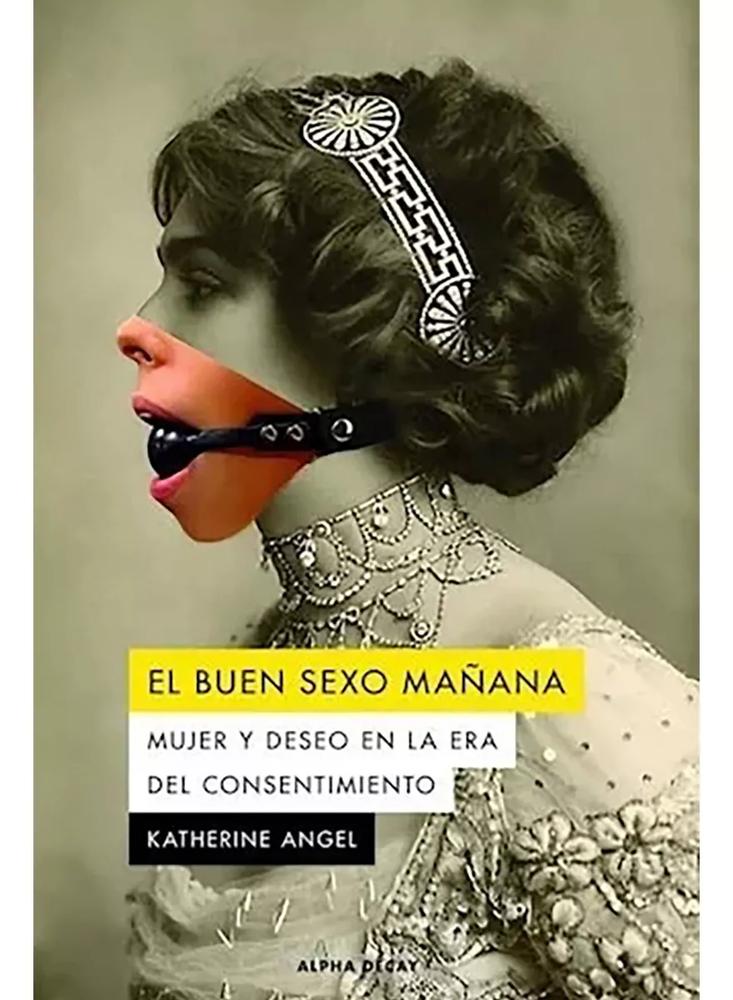 EL BUEN SEXO MAÑANA
MUJER Y DESEO EN LA ERA
DEL CONSENTIMIENTO
KATHERINE ANGEL
ALPHA DECAY